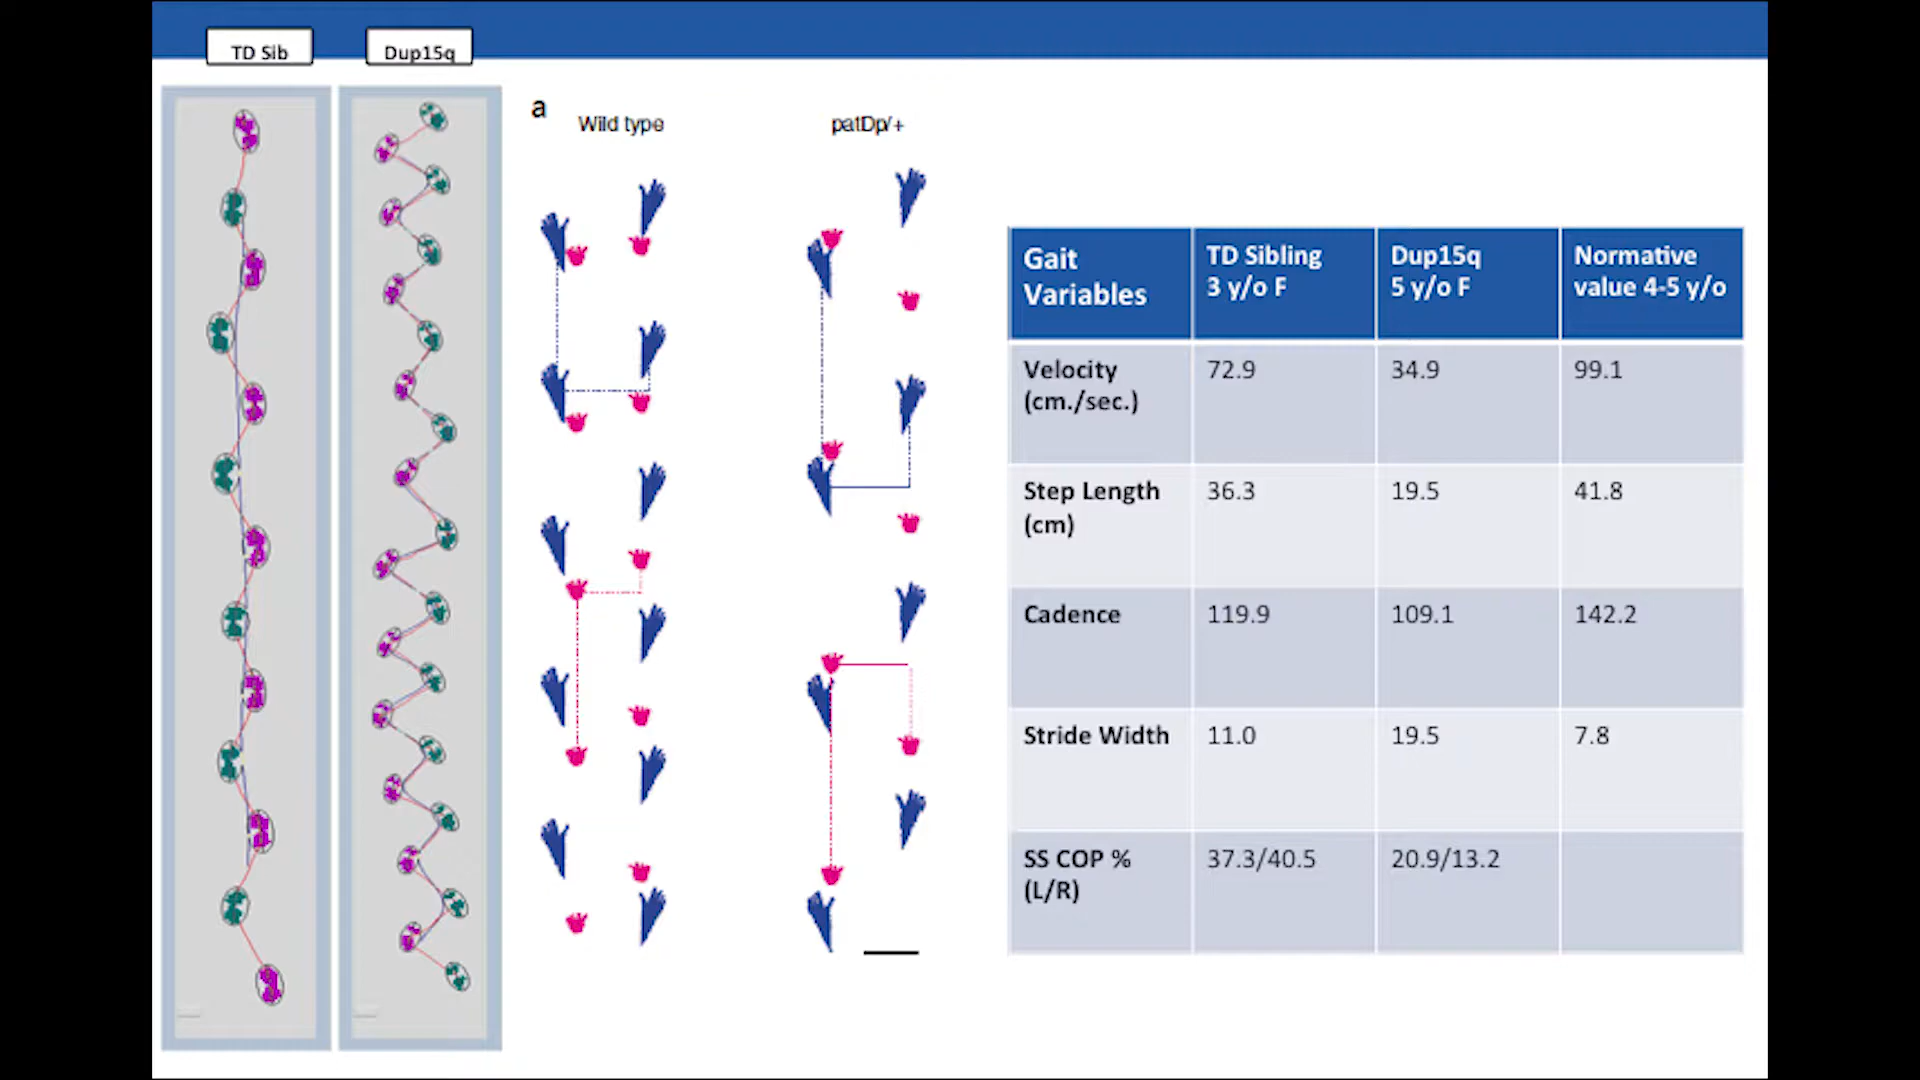 TD Sib
Dup15q
a
Wild type
patDp/+
Gait Variables
TD Sibling 3 y/o F
Dup15q 5 y/o F
Normative value 4-5 y/o
Velocity (cm./sec.)
72.9
34.9
99.1
Step Length (cm)
36.3
19.5
41.8
Cadence
119.9
109.1
142.2
Stride Width
11.0
19.5
7.8
SS COP % (L/R)
37.3/40.5
20.9/13.2